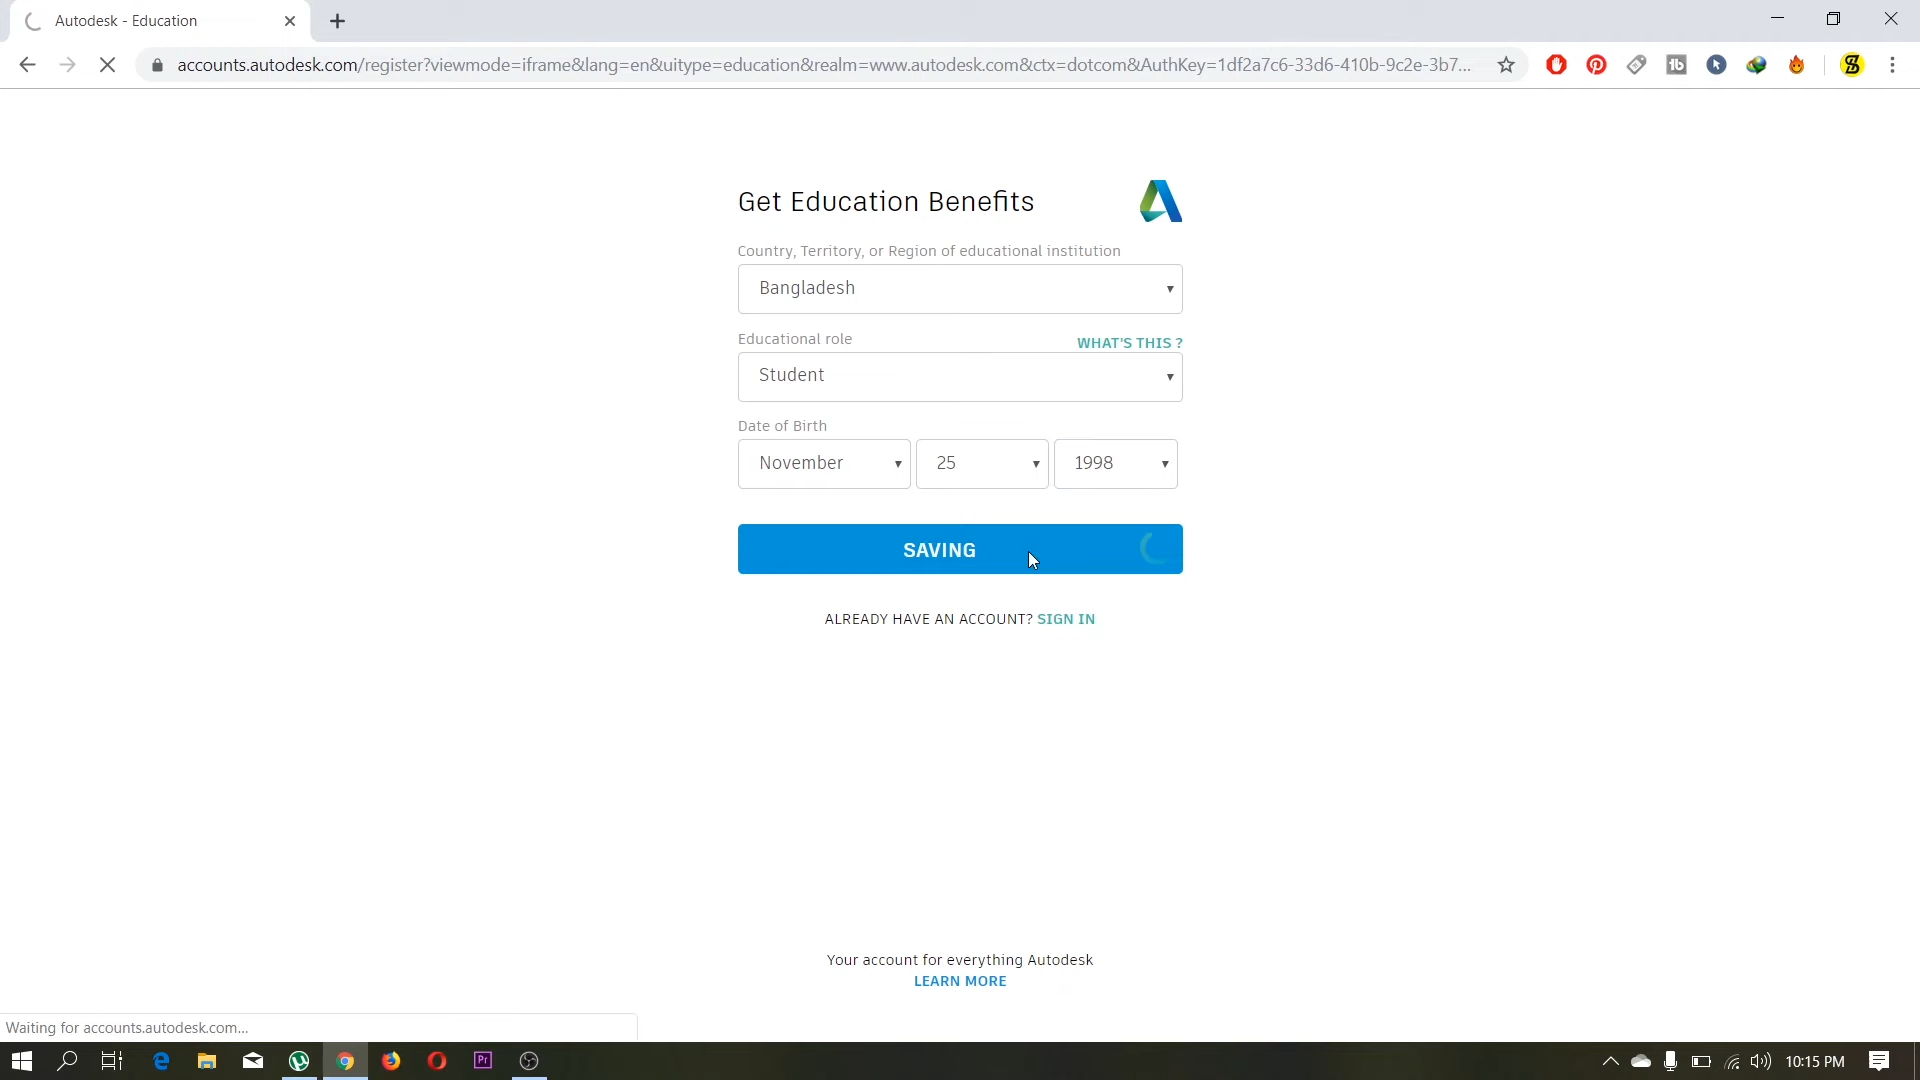 Autodesk - Education
accounts.autodesk.com/register?viewmode=iframe&lang=en&uitype=education&realm=www.autodesk.com&ctx=dotcom&AuthKey=1df2a7c6-33d6-410b-9c2e-3b7...
Get Education Benefits
Country, Territory, or Region of educational institution
Bangladesh
Educational role
WHAT'S THIS ?
Student
Date of Birth
November
25
1998
SAVING
ALREADY HAVE AN ACCOUNT? SIGN IN
Your account for everything Autodesk
LEARN MORE
Waiting for accounts.autodesk.com...
Pr
10:15 PM